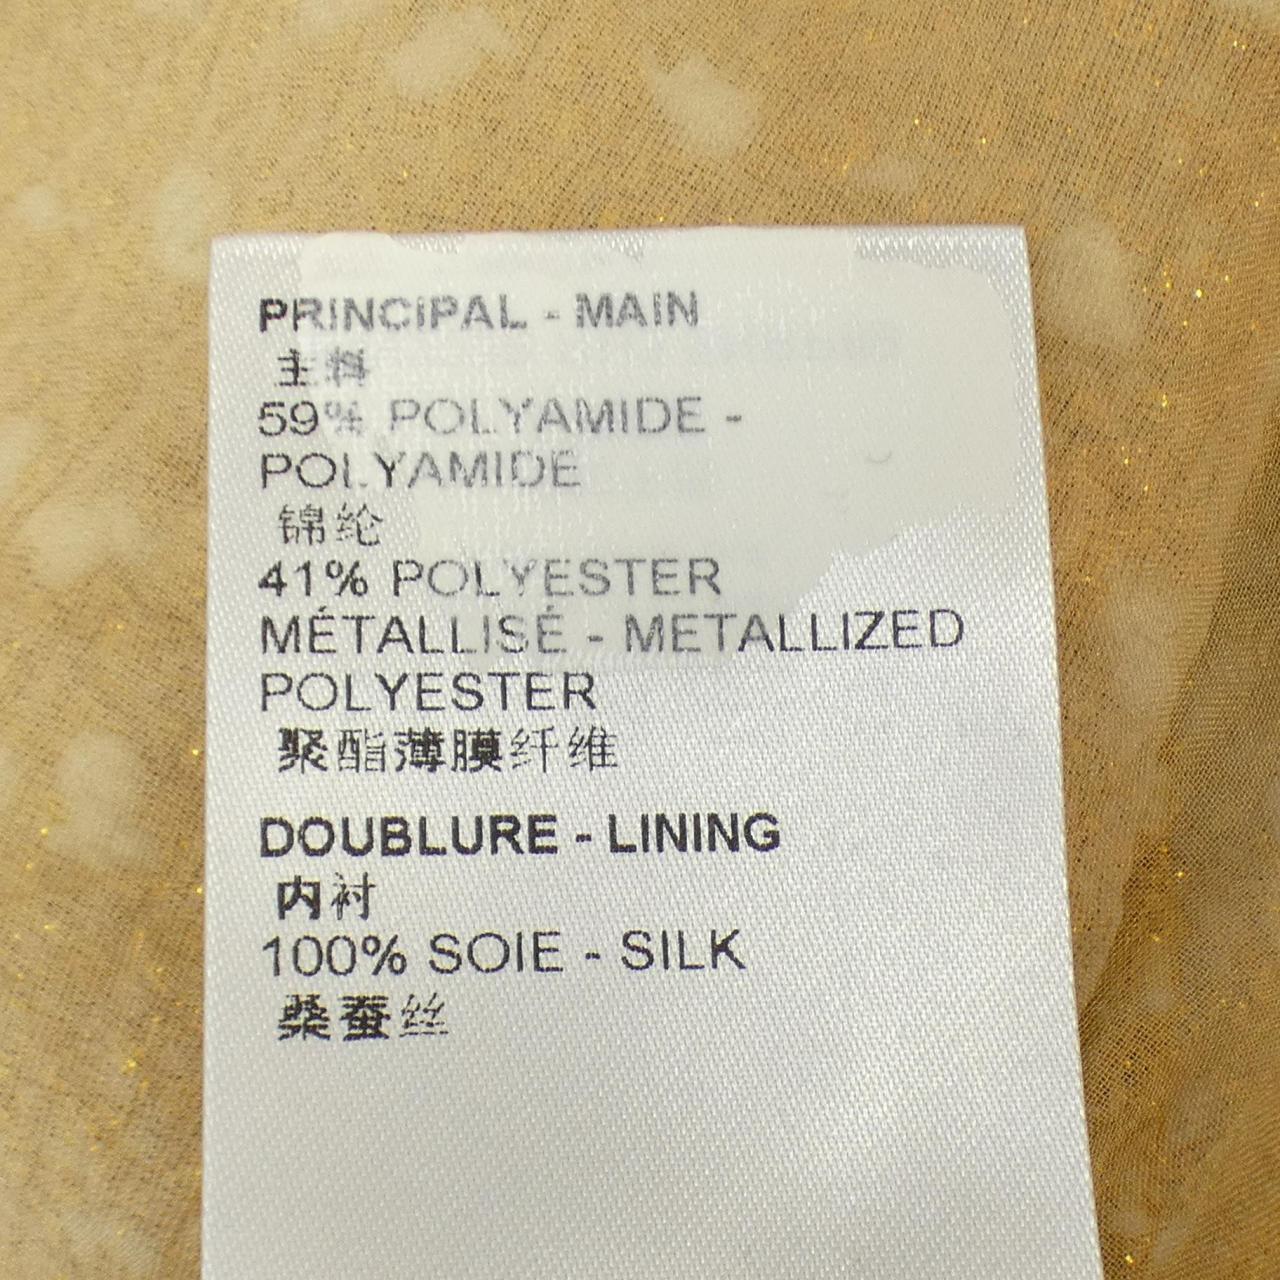 PRINCIPAL - MAIN
主料
59% POLYAMIDE -
POLYAMIDE
锦纶
41% POLYESTER
MÉTALLISÉ - METALLIZED
POLYESTER
聚酯薄膜纤维
DOUBLURE - LINING
内衬
100% SOIE - SILK
桑蚕丝